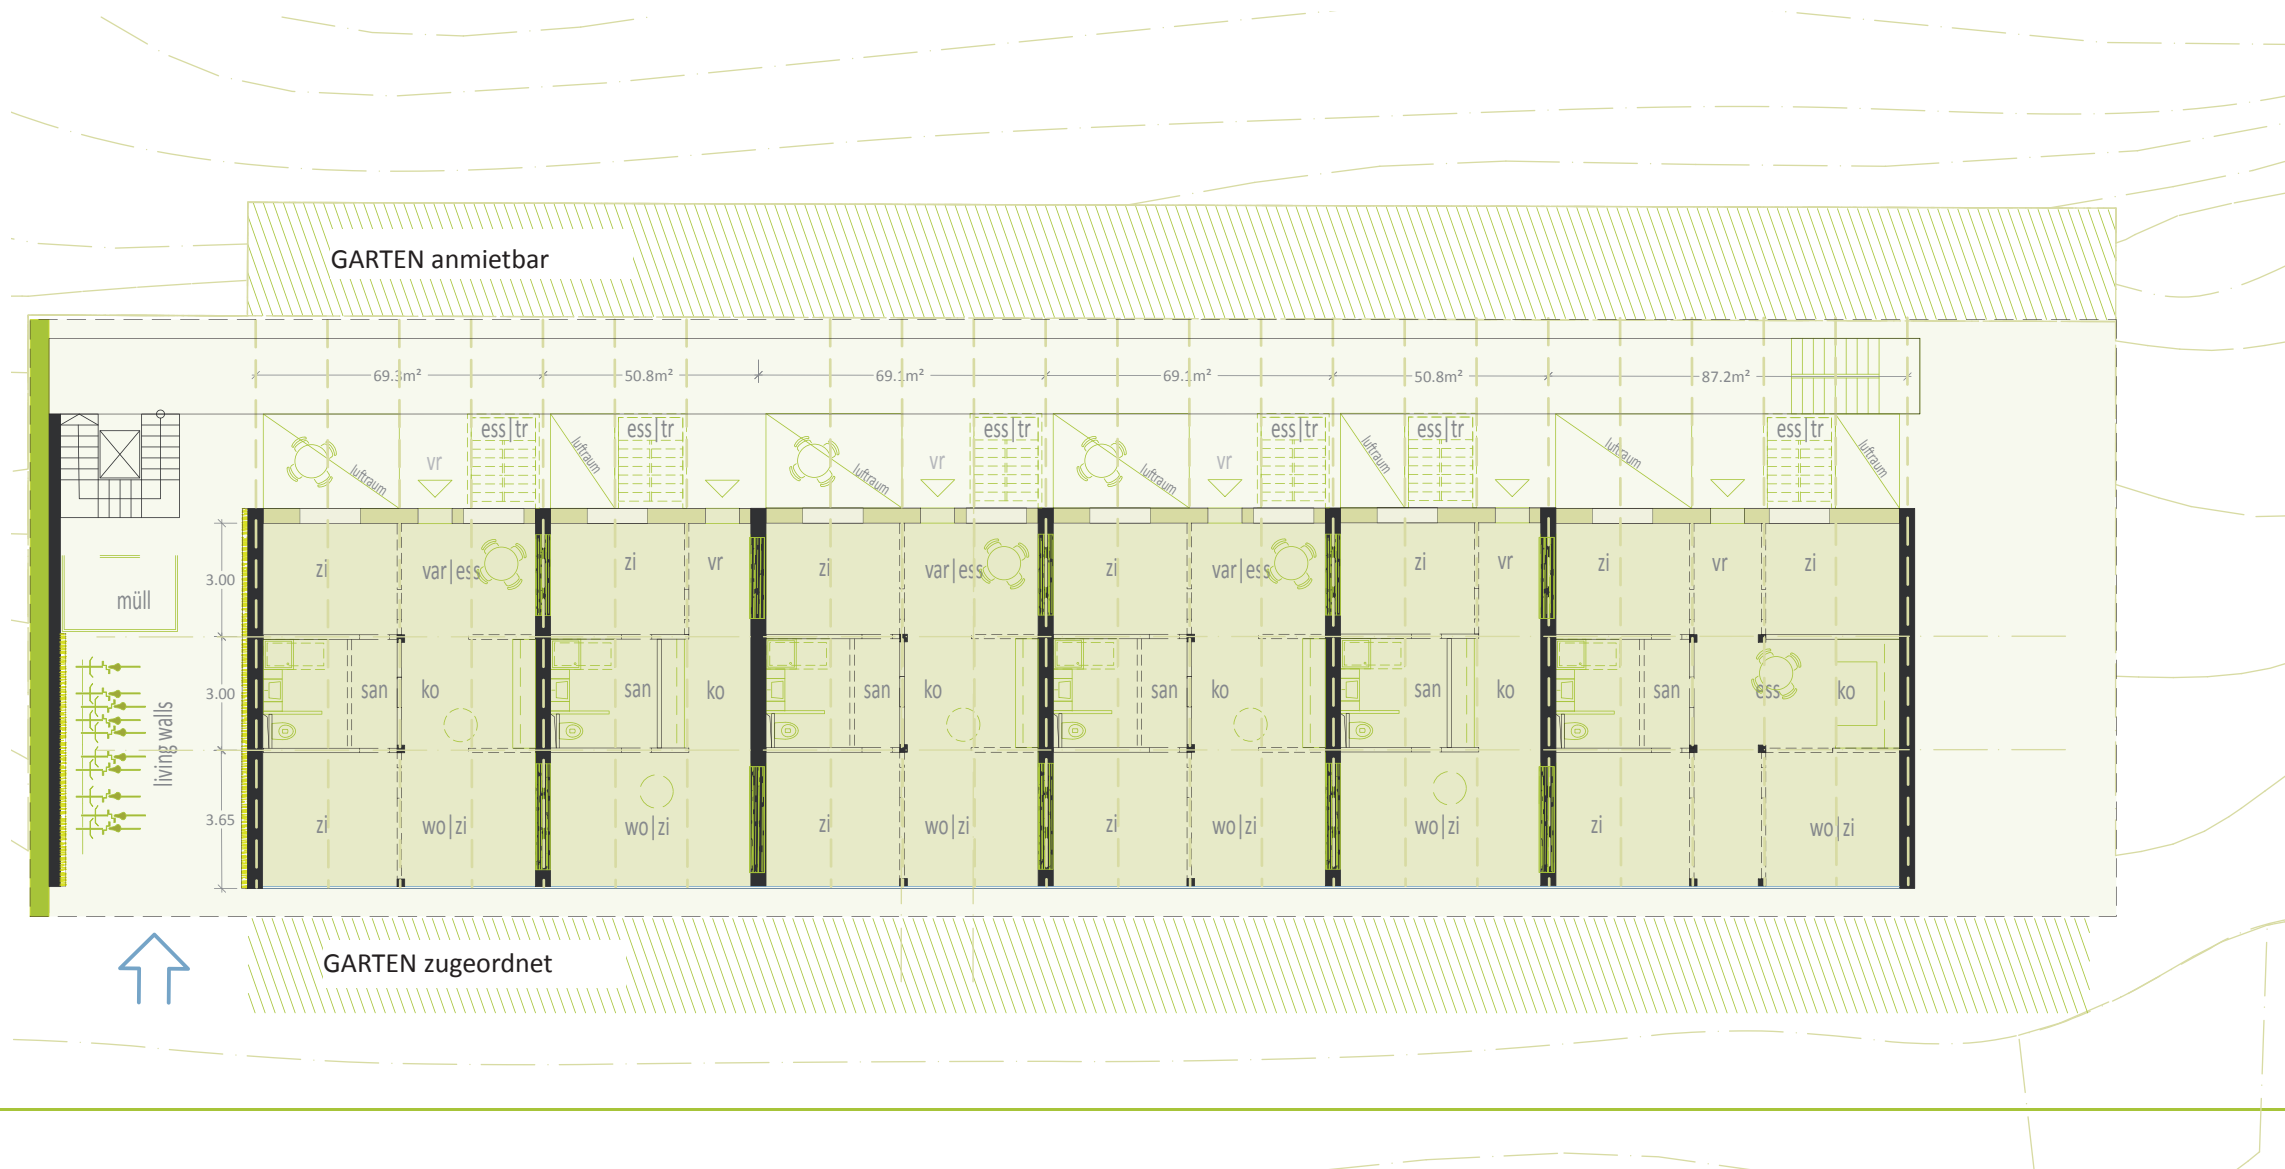 GARTEN anmietbar
69.3m² 50.8m² 69.1m² 69.1m² 50.8m² 87.2m²
ess|tr ess|tr ess|tr ess|tr ess|tr ess|tr
luftraum vr luftraum luftraum vr luftraum vr luftraum luftraum vr luftraum
3.00 zi var|ess zi vr zi var|ess zi var|ess zi vr zi vr zi
müll
3.00 san ko san ko san ko san ko san ko san ess ko
living walls
3.65 zi wo|zi wo|zi zi wo|zi zi wo|zi wo|zi zi wo|zi
GARTEN zugeordnet